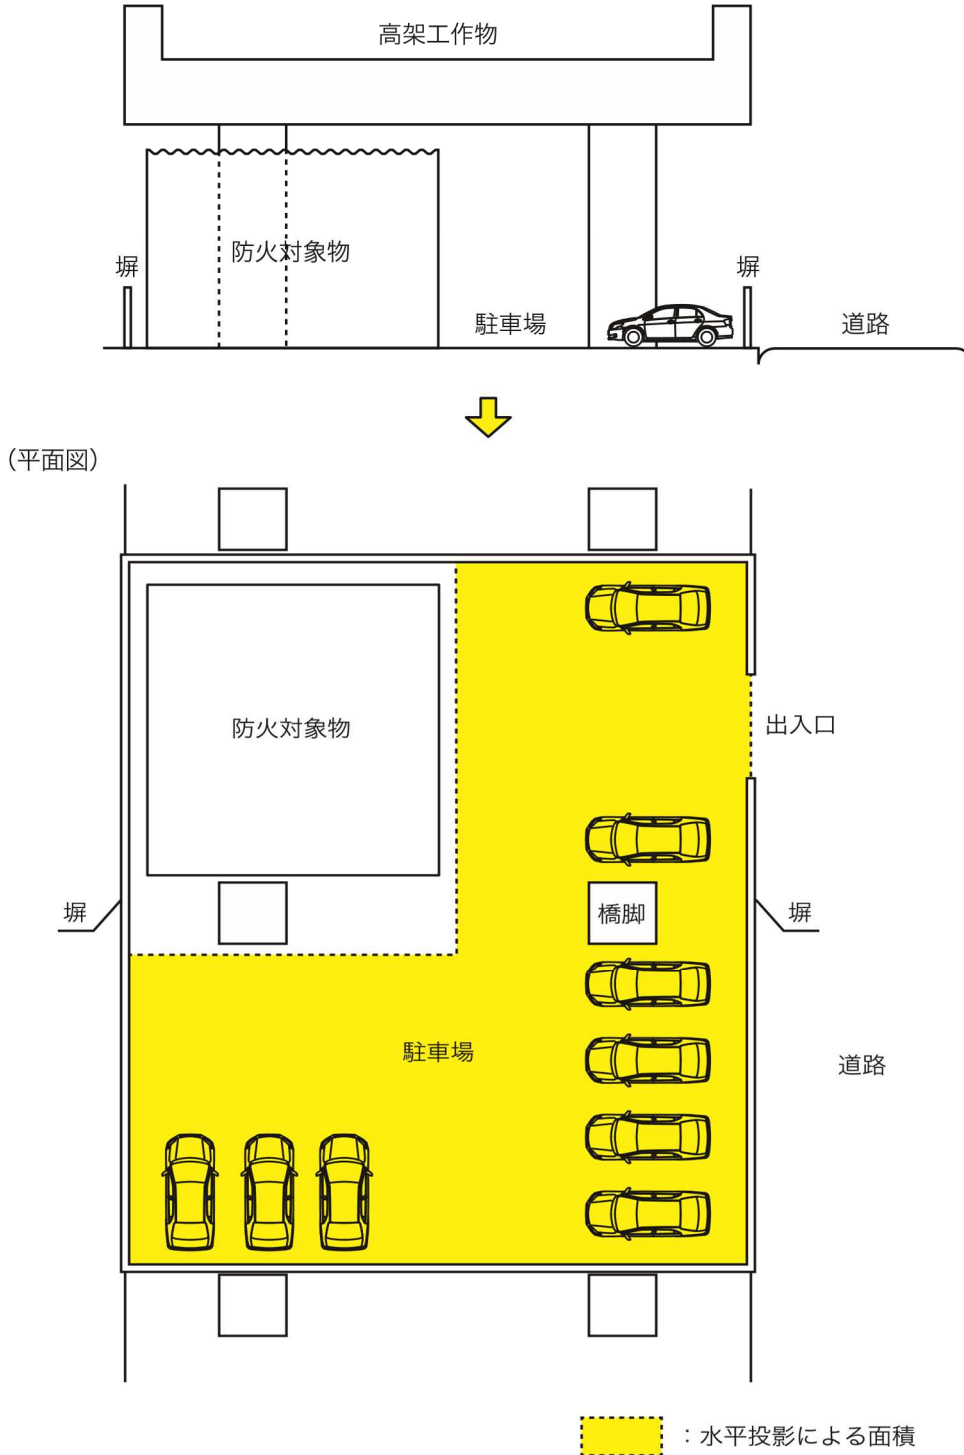 高架工作物
防火対象物
塀
塀
駐車場
道路
(平面図)
防火対象物
出入口
塀
橋脚
塀
駐車場
道路
：水平投影による面積